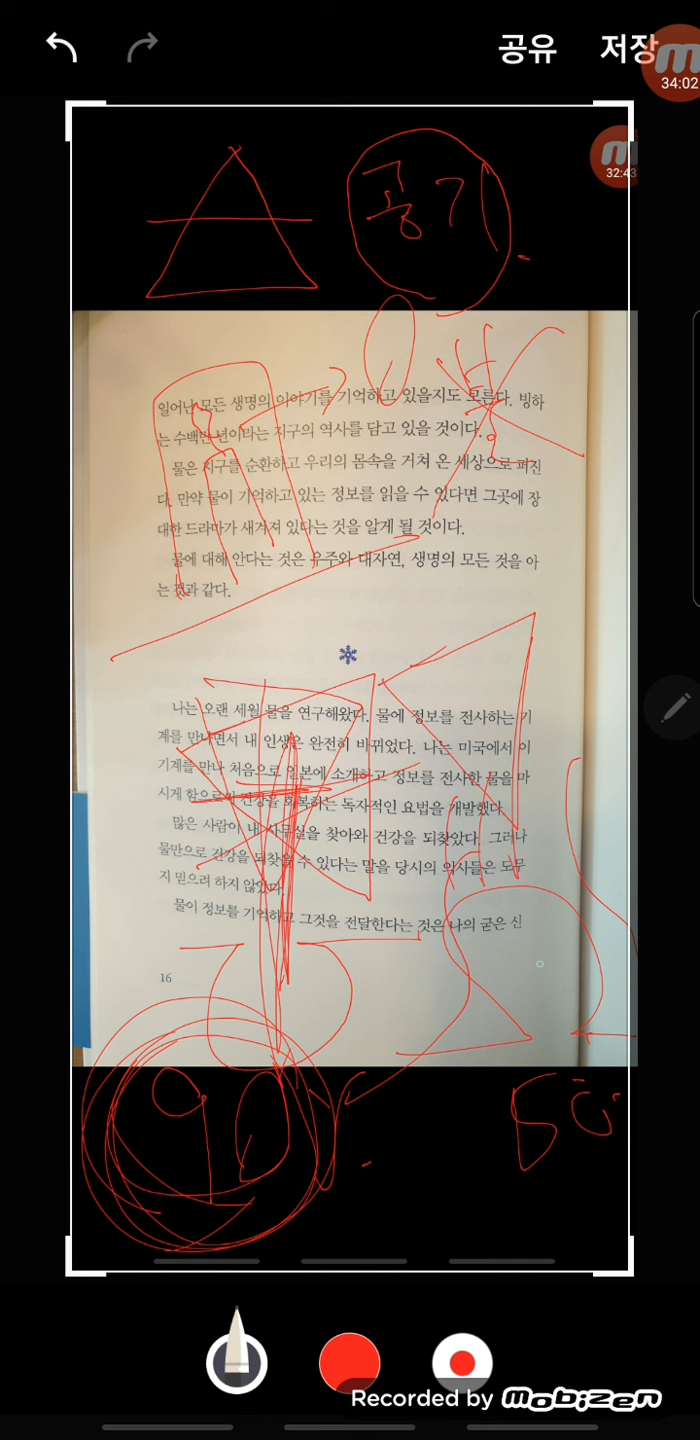 공유 저장
34:02
32:43
공기
일어난 모든 생명의 이야기를 기억하고 있을지도 모른다. 빙하
는 수백만 년이라는 지구의 역사를 담고 있을 것이다.
물은 지구를 순환하고 우리의 몸속을 거쳐 온 세상으로 퍼진
다. 만약 물이 기억하고 있는 정보를 읽을 수 있다면 그곳에 장
대한 드라마가 새겨져 있다는 것을 알게 될 것이다.
물에 대해 안다는 것은 우주와 대자연, 생명의 모든 것을 아
는 것과 같다.
나는 오랜 세월 물을 연구해왔다. 물에 정보를 전사하는 기
계를 만나면서 내 인생은 완전히 바뀌었다. 나는 미국에서 이
기계를 만나 처음으로 일본에 소개하고 정보를 전사한 물을 마
시게 함으로써 건강을 회복하는 독자적인 요법을 개발했다.
많은 사람이 내 사무실을 찾아와 건강을 되찾았다. 그러나
물만으로 건강을 되찾을 수 있다는 말을 당시의 의사들은 도무
지 믿으려 하지 않았다.
물이 정보를 기억하고 그것을 전달한다는 것은 나의 굳은 신
16
90
Recorded by mobizen